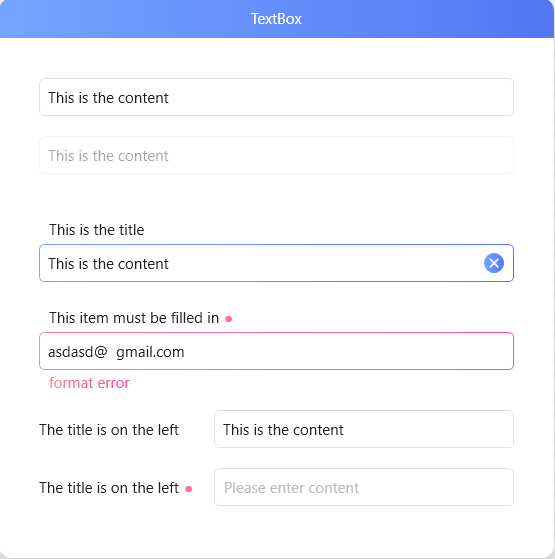 TextBox
This is the content
This is the content
This is the title
This is the content
This item must be filled in
asdasd@  gmail.com
format error
The title is on the left This is the content
The title is on the left Please enter content